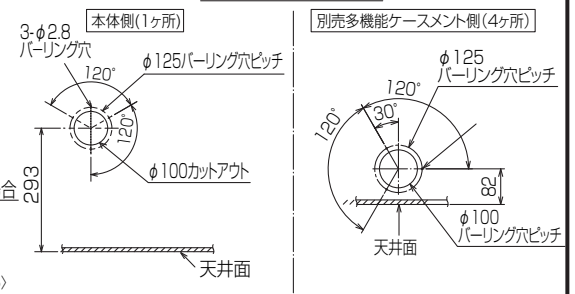 本体側(1ヶ所)
3-φ2.8
バーリング穴
120°
φ125バーリング穴ピッチ
120°
φ100カットアウト
合
293
天井面
別売多機能ケースメント側(4ヶ所)
φ125
バーリング穴ピッチ
120°
30°
120°
82
φ100
バーリング穴ピッチ
天井面